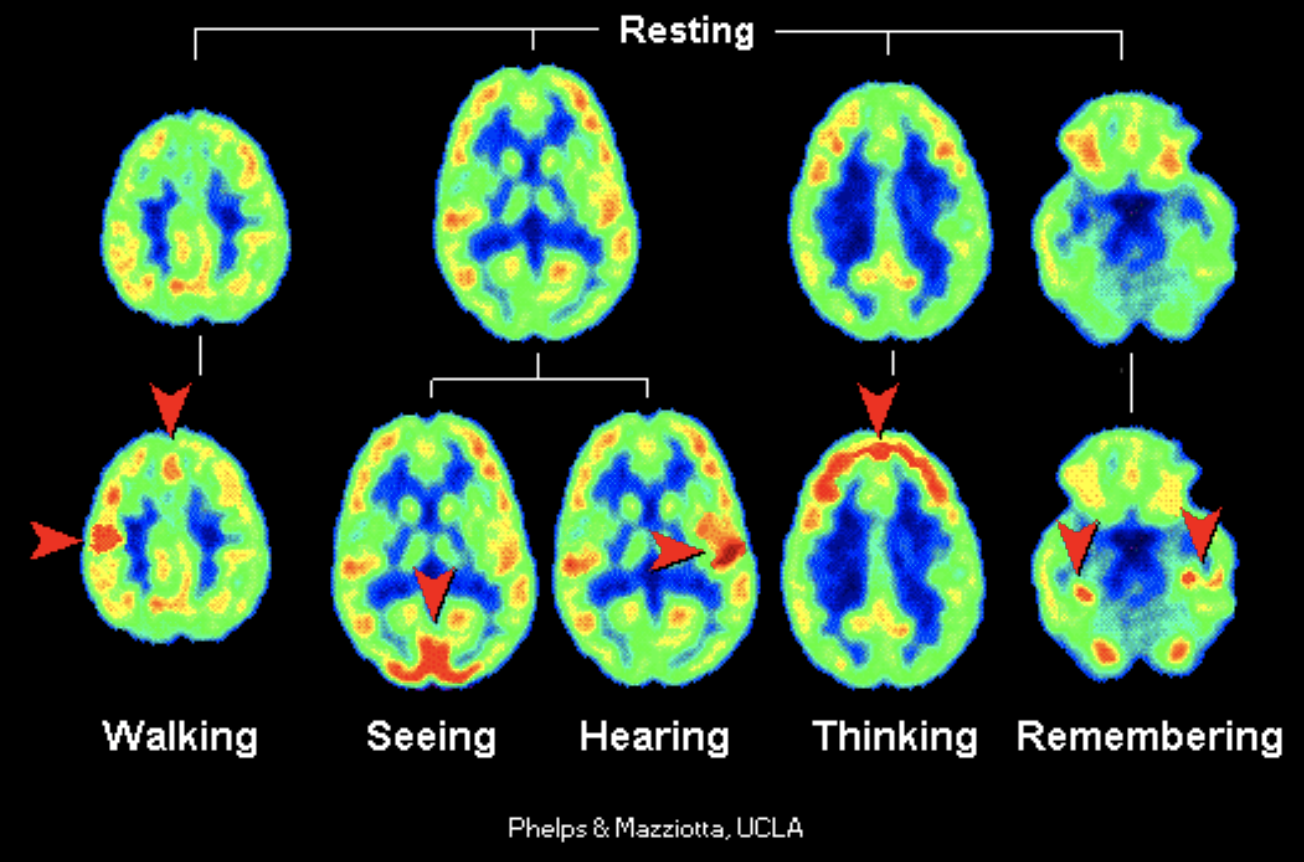 Resting
Walking
Seeing
Hearing
Thinking
Remembering
Phelps & Mazziotta, UCLA